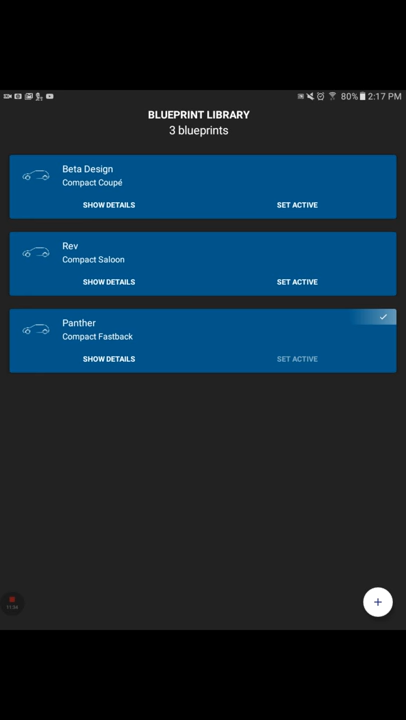 80% 2:17 PM
BLUEPRINT LIBRARY
3 blueprints
Beta Design
Compact Coupé
SHOW DETAILS SET ACTIVE
Rev
Compact Saloon
SHOW DETAILS SET ACTIVE
Panther
Compact Fastback
SHOW DETAILS SET ACTIVE